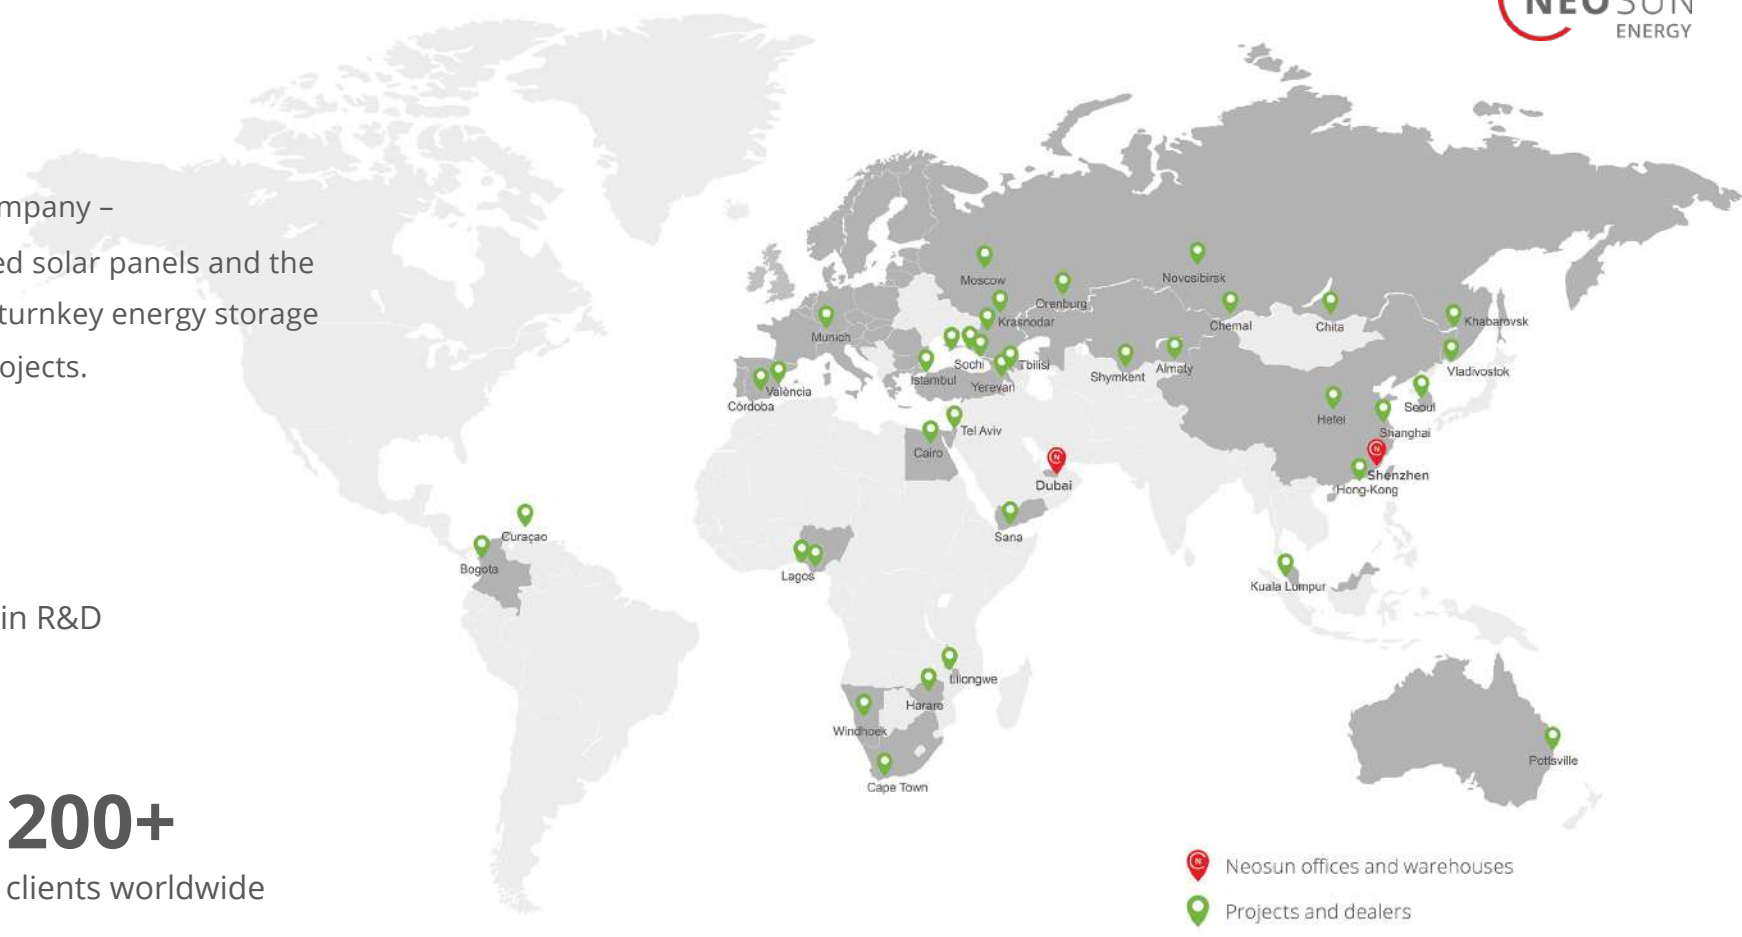 NEOSUN
ENERGY
mpany –
ed solar panels and the
turnkey energy storage
ojects.
in R&D
200+
clients worldwide
Moscow
Novosibirsk
Orenburg
Krasnodar
Chemal
Chita
Khabarovsk
Munich
Sochi
Tbilisi
Istambul
Yerevan
Shymkent
Almaty
Vladivostok
València
Córdoba
Hefei
Seoul
Shanghai
Tel Aviv
Cairo
Dubai
Shenzhen
Hong-Kong
Curaçao
Sana
Bogota
Lagos
Kuala Lumpur
Lilongwe
Harare
Windhoek
Cape Town
Pottsville
Neosun offices and warehouses
Projects and dealers